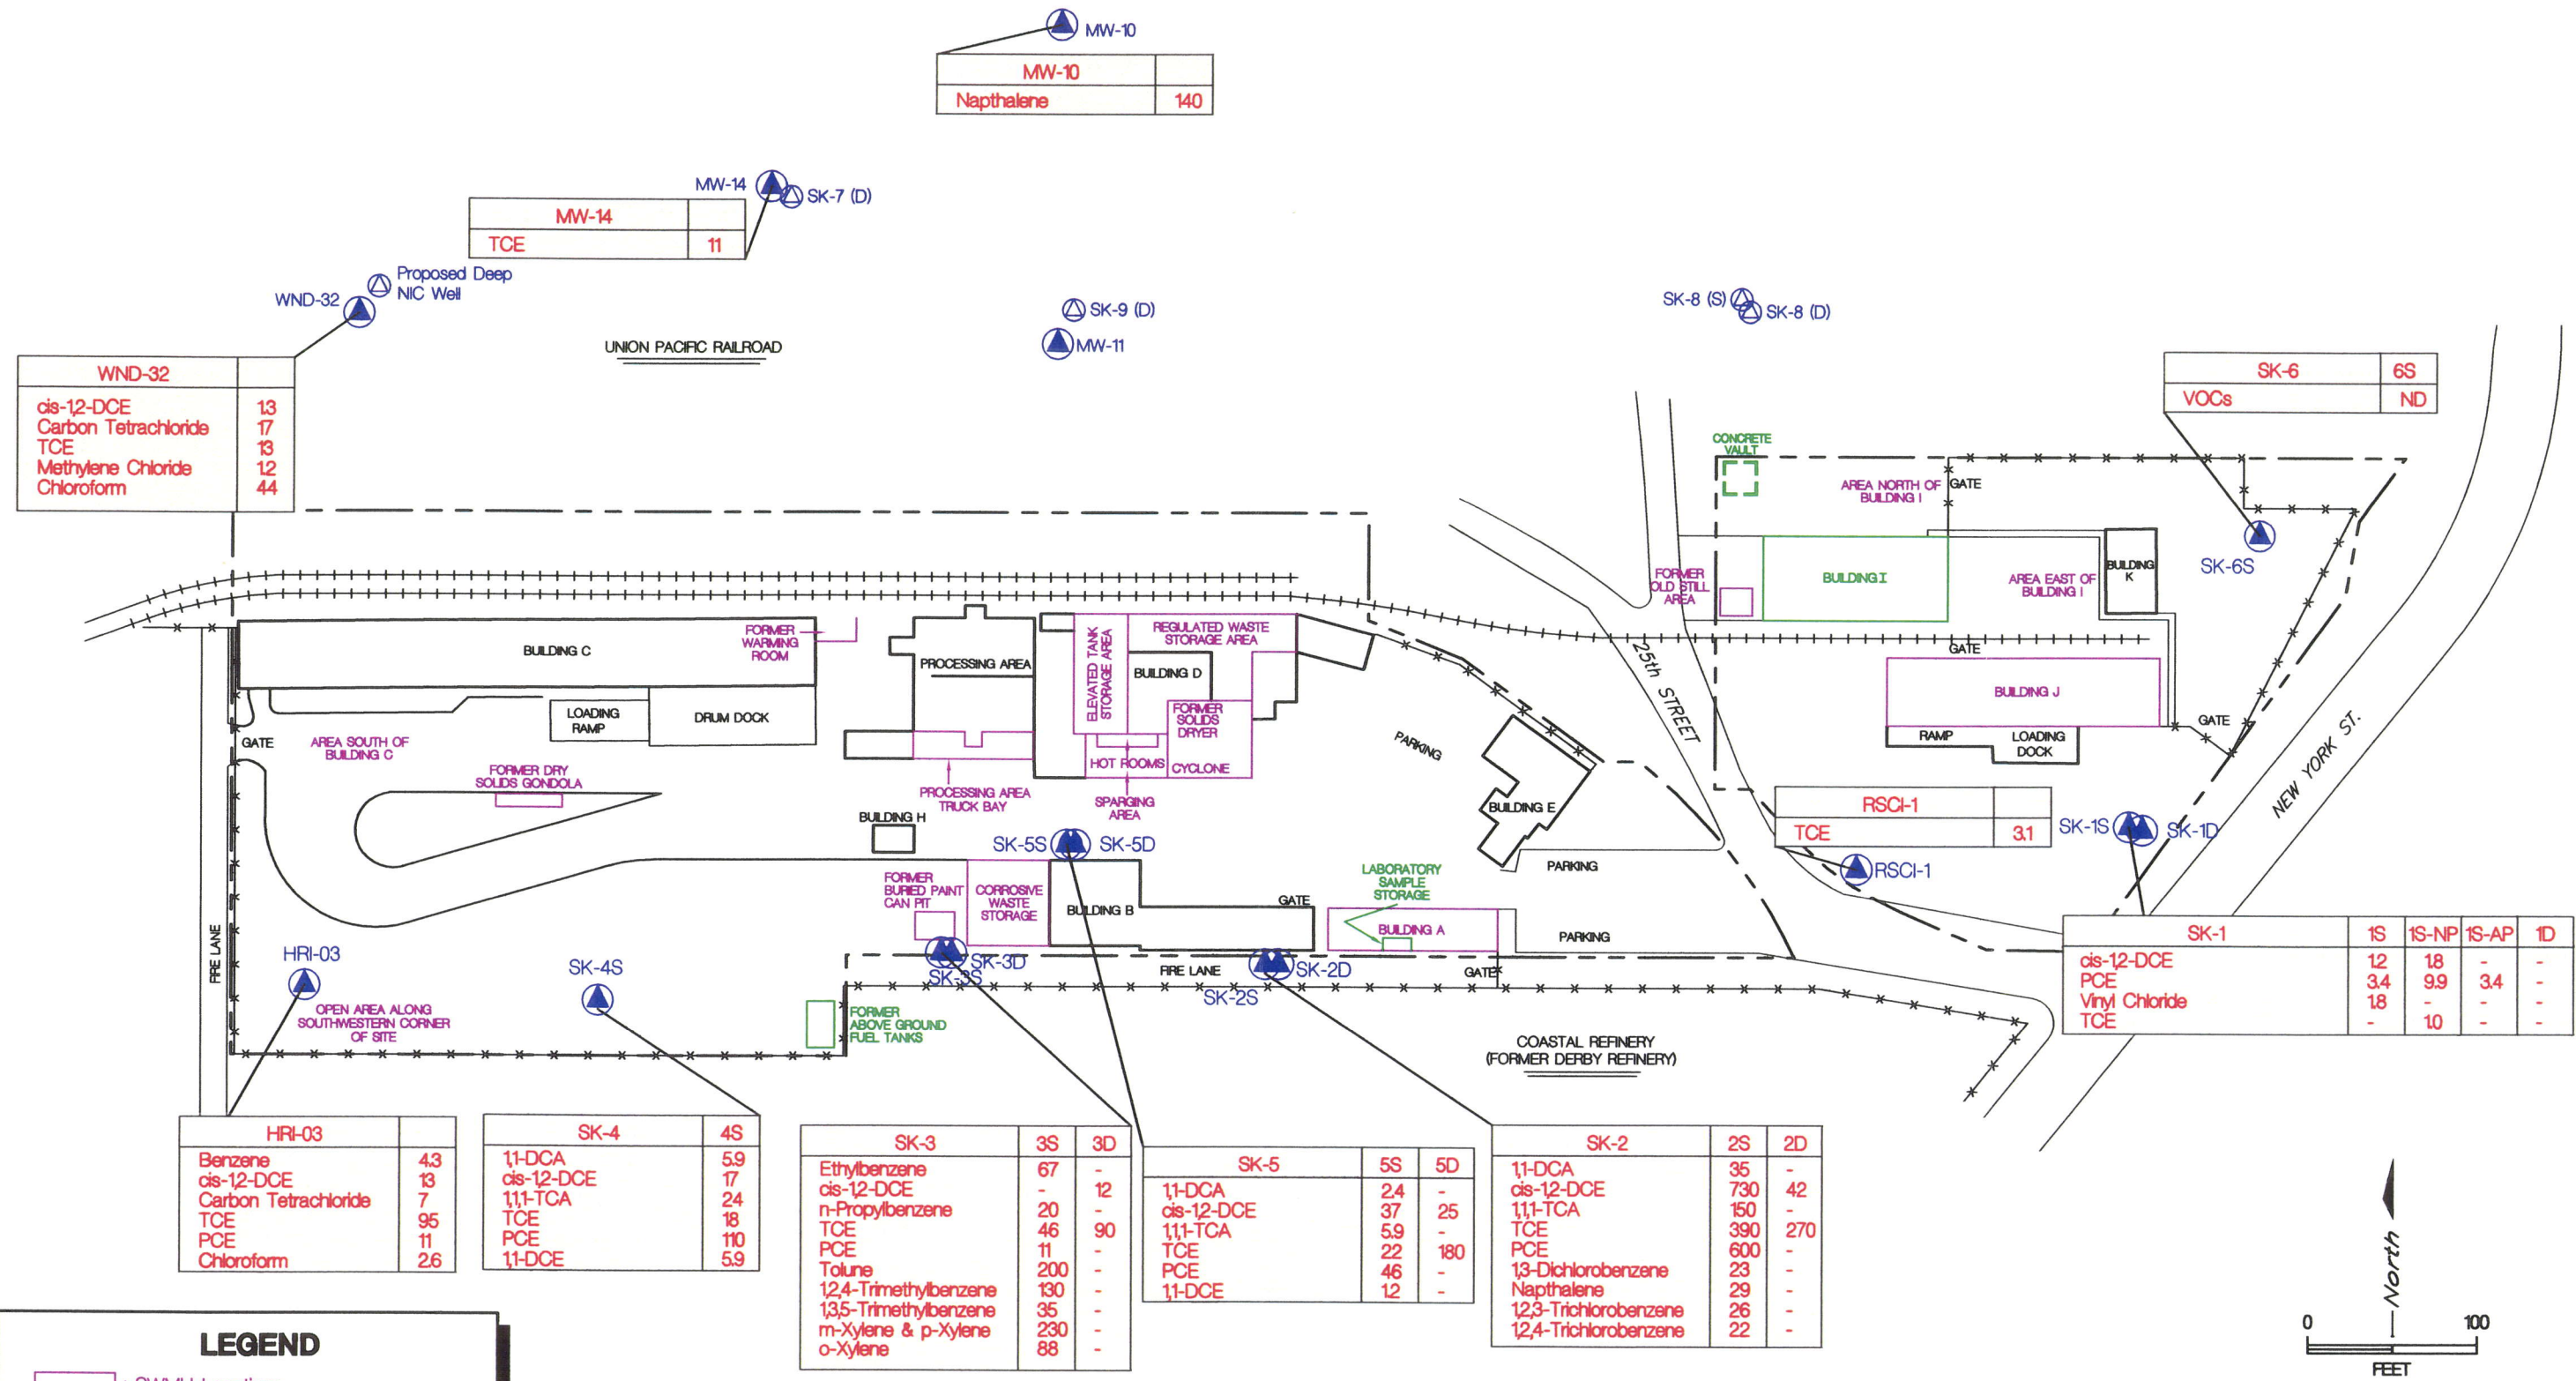 MW-10
MW-10
Napthalene 140
MW-14
SK-7 (D)
MW-14
TCE 11
Proposed Deep
NIC Well
WND-32
SK-9 (D)
MW-11
SK-8 (S)
SK-8 (D)
UNION PACIFIC RAILROAD
WND-32
cis-1,2-DCE 1.3
Carbon Tetrachloride 17
TCE 13
Methylene Chloride 1.2
Chloroform 44
SK-6 6S
VOCs ND
SK-6S
CONCRETE
VAULT
AREA NORTH OF
BUILDING I
GATE
FORMER
OLD STILL
AREA
BUILDING I
AREA EAST OF
BUILDING I
BUILDING
K
GATE
BUILDING J
GATE
RAMP
LOADING
DOCK
25th STREET
NEW YORK ST.
BUILDING C
FORMER
WARMING
ROOM
PROCESSING AREA
ELEVATED TANK
STORAGE AREA
REGULATED WASTE
STORAGE AREA
BUILDING D
FORMER
SOLIDS
DRYER
HOT ROOMS
CYCLONE
LOADING
RAMP
DRUM DOCK
GATE
AREA SOUTH OF
BUILDING C
FORMER DRY
SOLIDS GONDOLA
PROCESSING AREA
TRUCK BAY
SPARGING
AREA
PARKING
BUILDING E
BUILDING H
SK-5S
SK-5D
PARKING
RSCI-1
TCE 3.1
RSCI-1
SK-1S
SK-1D
FORMER
BURIED PAINT
CAN PIT
CORROSIVE
WASTE
STORAGE
BUILDING B
GATE
LABORATORY
SAMPLE
STORAGE
BUILDING A
PARKING
FIRE LANE
HRI-03
SK-4S
SK-3D
SK-3S
FIRE LANE
SK-2D
SK-2S
GATE
OPEN AREA ALONG
SOUTHWESTERN CORNER
OF SITE
FORMER
ABOVE GROUND
FUEL TANKS
COASTAL REFINERY
(FORMER DERBY REFINERY)
SK-1 1S 1S-NP 1S-AP 1D
cis-1,2-DCE 1.2 1.8 - -
PCE 3.4 9.9 3.4 -
Vinyl Chloride 1.8 - - -
TCE - 1.0 - -
HRI-03
Benzene 4.3
cis-1,2-DCE 13
Carbon Tetrachloride 7
TCE 95
PCE 11
Chloroform 2.6
SK-4 4S
1,1-DCA 5.9
cis-1,2-DCE 17
1,1,1-TCA 24
TCE 18
PCE 110
1,1-DCE 5.9
SK-3 3S 3D
Ethylbenzene 67 -
cis-1,2-DCE - 12
n-Propylbenzene 20 -
TCE 46 90
PCE 11 -
Tolune 200 -
1,2,4-Trimethylbenzene 130 -
1,3,5-Trimethylbenzene 35 -
m-Xylene & p-Xylene 230 -
o-Xylene 88 -
SK-5 5S 5D
1,1-DCA 2.4 -
cis-1,2-DCE 37 25
1,1,1-TCA 5.9 -
TCE 22 180
PCE 46 -
1,1-DCE 1.2 -
SK-2 2S 2D
1,1-DCA 35 -
cis-1,2-DCE 730 42
1,1,1-TCA 150 -
TCE 390 270
PCE 600 -
1,3-Dichlorobenzene 23 -
Napthalene 29 -
1,2,3-Trichlorobenzene 26 -
1,2,4-Trichlorobenzene 22 -
North
0 100
FEET
LEGEND